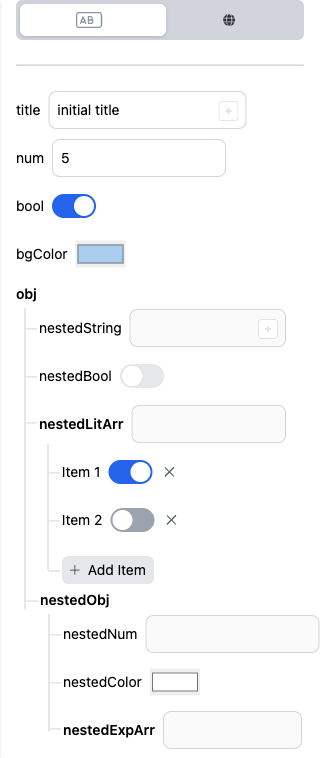 AB
title initial title
num 5
bool
bgColor
obj
nestedString
nestedBool
nestedLitArr
Item 1
Item 2
+ Add Item
nestedObj
nestedNum
nestedColor
nestedExpArr